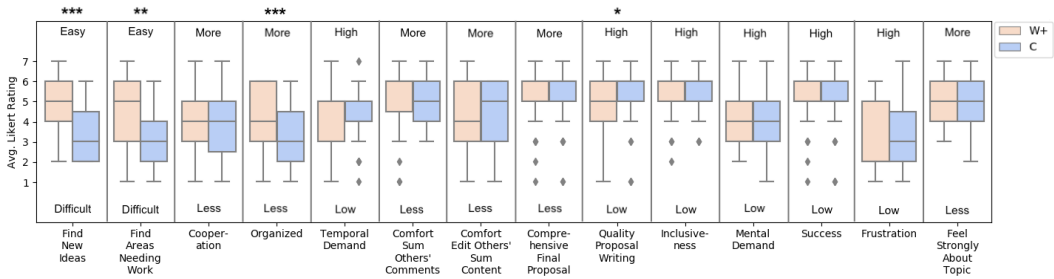 *** ** *** *
Easy Easy More More High More More More High High High High High More
W+
C
7
6
5
4
3
2
1
Avg. Likert Rating
Difficult Difficult Less Less Low Less Less Less Low Low Low Low Low Less
Find
New
Ideas
Find
Areas
Needing
Work
Cooper-
ation
Organized
Temporal
Demand
Comfort
Sum
Others'
Comments
Comfort
Edit Others'
Sum
Content
Compre-
hensive
Final
Proposal
Quality
Proposal
Writing
Inclusive-
ness
Mental
Demand
Success
Frustration
Feel
Strongly
About
Topic